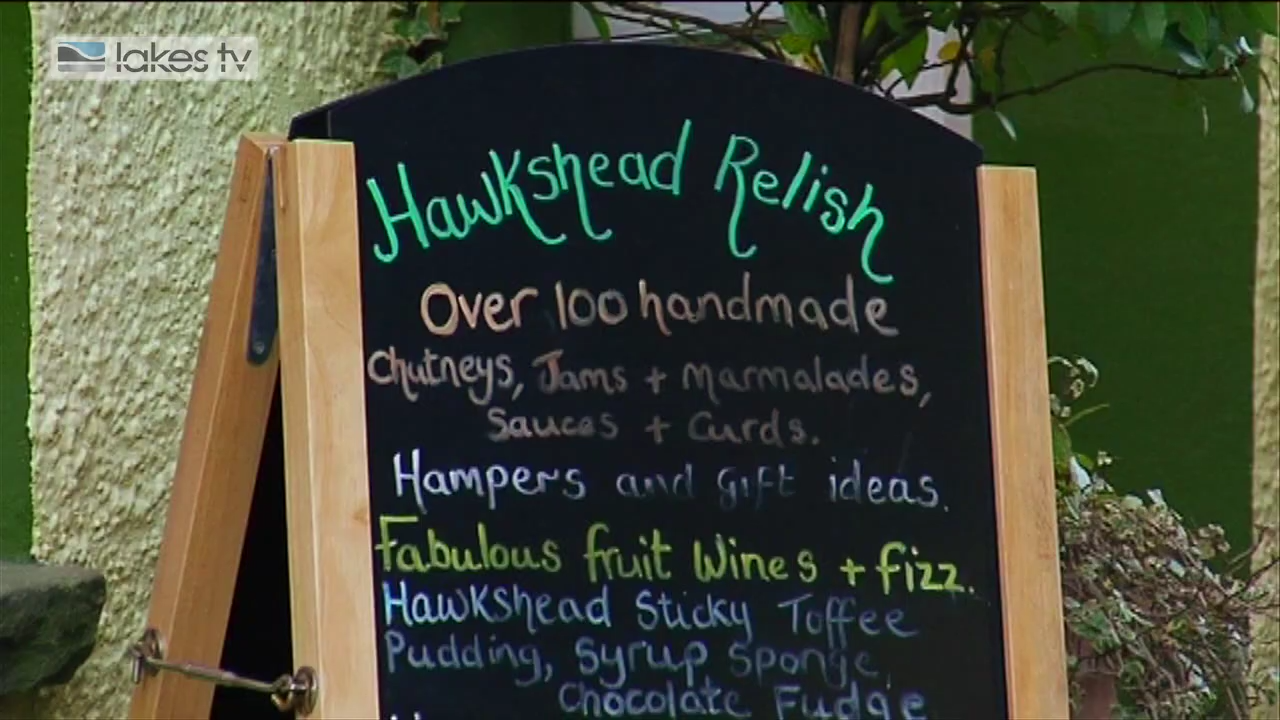 lakes tv
Hawkshead Relish
Over 100 handmade
Chutneys, Jams + Marmalades,
Sauces + Curds.
Hampers and gift ideas.
Fabulous fruit Wines + fizz.
Hawkshead Sticky Toffee
Pudding, Syrup Sponge,
Chocolate Fudge